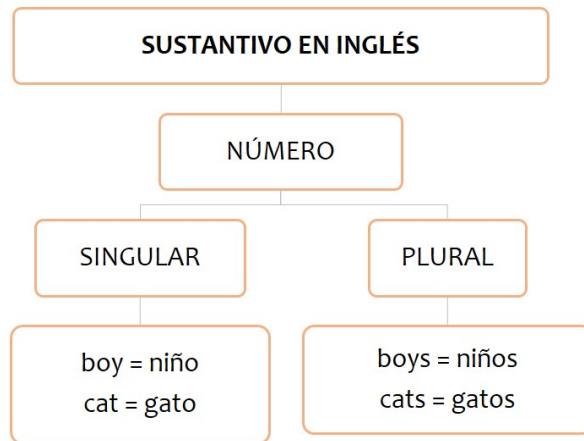 SUSTANTIVO EN INGLÉS
NÚMERO
SINGULAR
PLURAL
boy = niño
cat = gato
boys = niños
cats = gatos